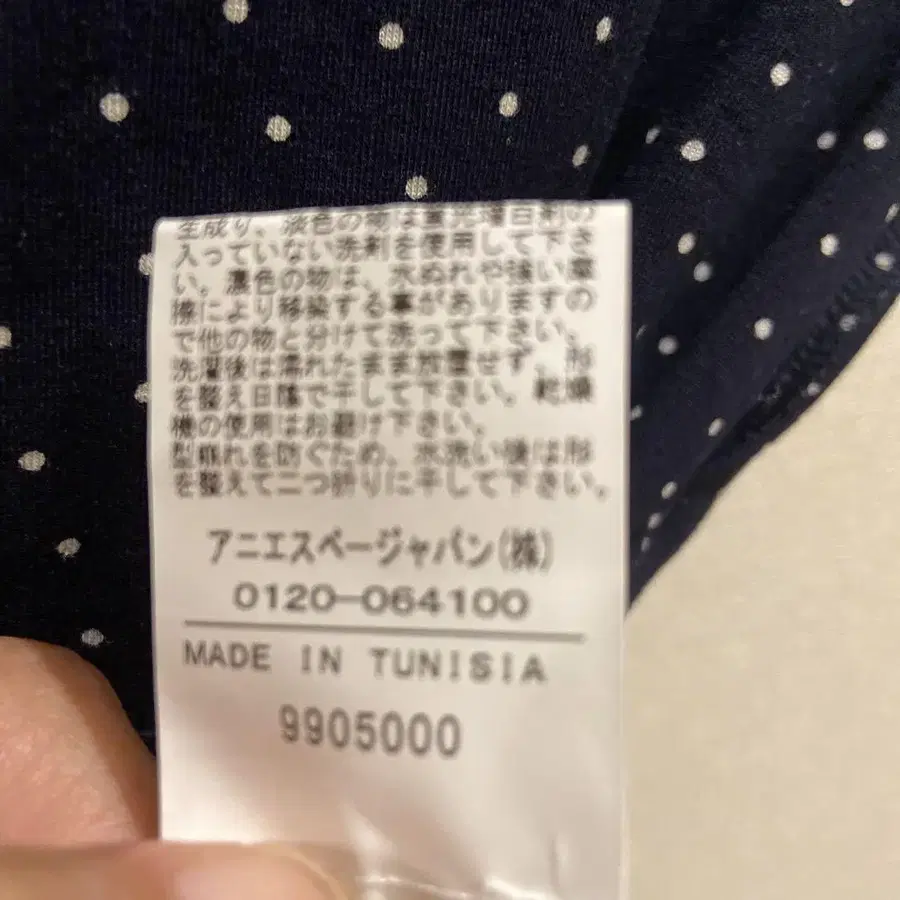 生成り、淡色の物は蛍光増白剤の
入っていない洗剤を使用して下さ
い。濃色の物は、水ぬれや強い摩
擦により移染する事がありますの
で他の物と分けて洗って下さい。
洗濯後は濡れたまま放置せず、形
を整え日陰で干して下さい。乾燥
機の使用はお避け下さい。
型崩れを防ぐため、水洗い後は形
を整えて二つ折りに干して下さい。
アニエスベージャパン(株)
0120-064100
MADE IN TUNISIA
9905000